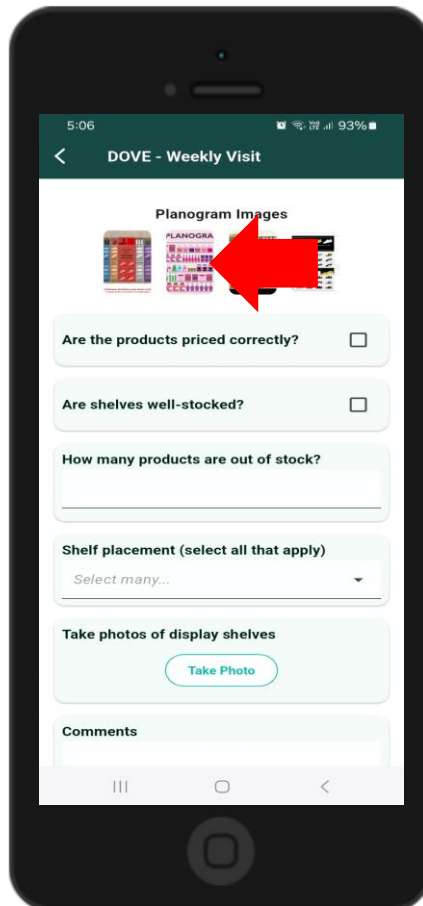 5:06
93%
DOVE - Weekly Visit
Planogram Images
PLANOGRA
Are the products priced correctly?
Are shelves well-stocked?
How many products are out of stock?
Shelf placement (select all that apply)
Select many...
Take photos of display shelves
Take Photo
Comments